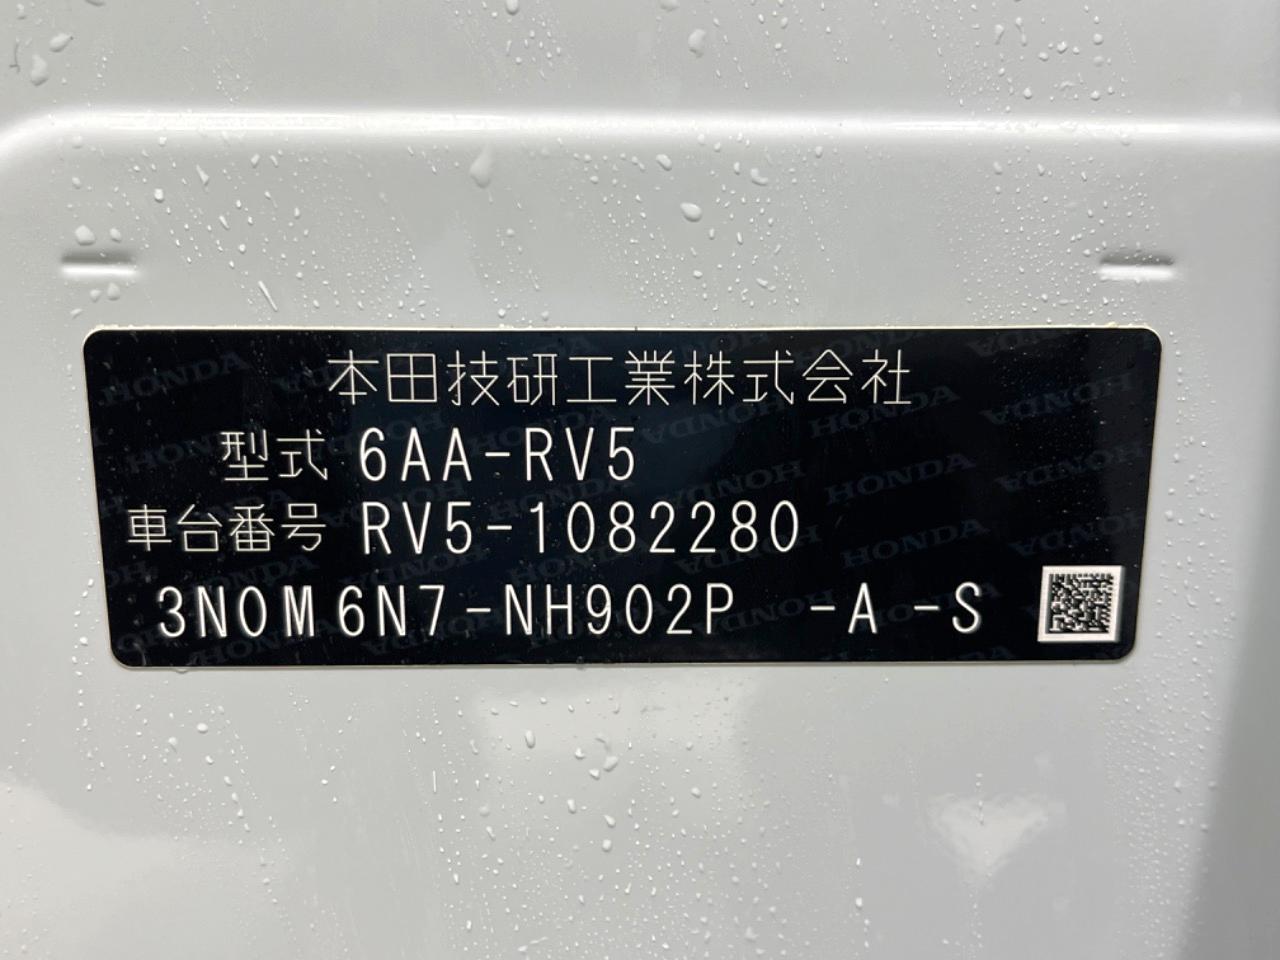 本田技研工業株式会社
型式 6AA-RV5
車台番号 RV5-1082280
3N0M6N7-NH902P -A-S